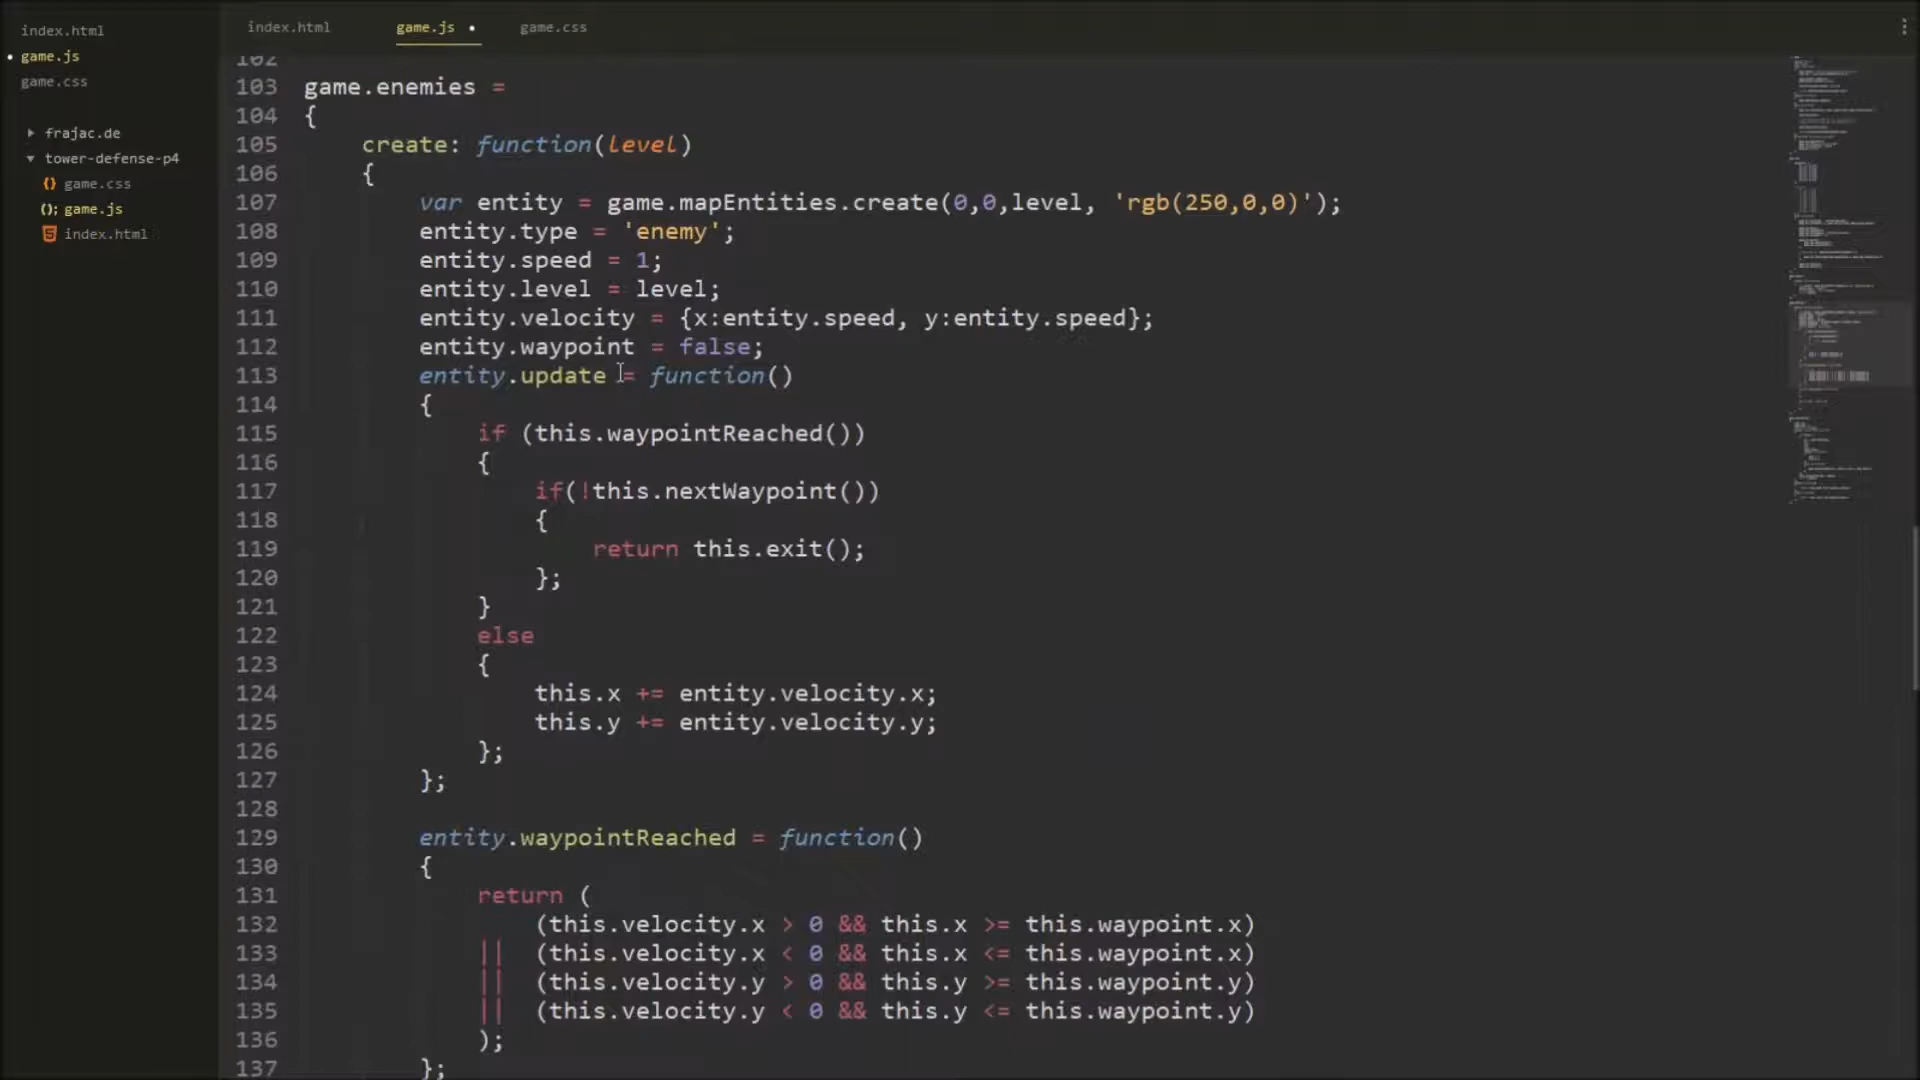 index.html
game.js
game.css
frajac.de
tower-defense-p4
game.css
game.js
index.html
index.html game.js game.css
102
103 game.enemies =
104 {
105 create: function(level)
106 {
107 var entity = game.mapEntities.create(0,0,level, 'rgb(250,0,0)');
108 entity.type = 'enemy';
109 entity.speed = 1;
110 entity.level = level;
111 entity.velocity = {x:entity.speed, y:entity.speed};
112 entity.waypoint = false;
113 entity.update = function()
114 {
115 if (this.waypointReached())
116 {
117 if(!this.nextWaypoint())
118 {
119 return this.exit();
120 };
121 }
122 else
123 {
124 this.x += entity.velocity.x;
125 this.y += entity.velocity.y;
126 };
127 };
128
129 entity.waypointReached = function()
130 {
131 return (
132 (this.velocity.x > 0 && this.x >= this.waypoint.x)
133 || (this.velocity.x < 0 && this.x <= this.waypoint.x)
134 || (this.velocity.y > 0 && this.y >= this.waypoint.y)
135 || (this.velocity.y < 0 && this.y <= this.waypoint.y)
136 );
137 };